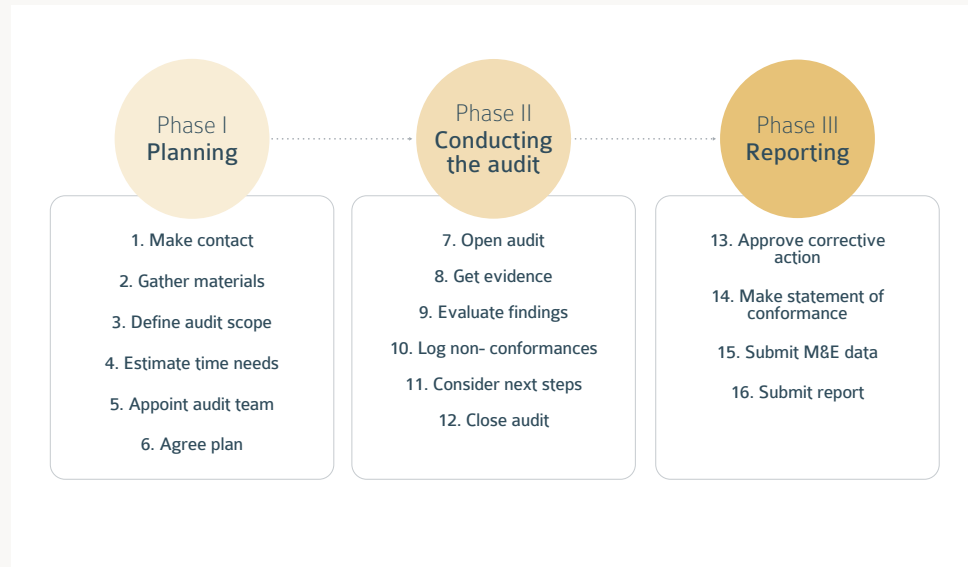 Phase I
Planning
1. Make contact
2. Gather materials
3. Define audit scope
4. Estimate time needs
5. Appoint audit team
6. Agree plan
Phase II
Conducting
the audit
7. Open audit
8. Get evidence
9. Evaluate findings
10. Log non- conformances
11. Consider next steps
12. Close audit
Phase III
Reporting
13. Approve corrective
action
14. Make statement of
conformance
15. Submit M&E data
16. Submit report